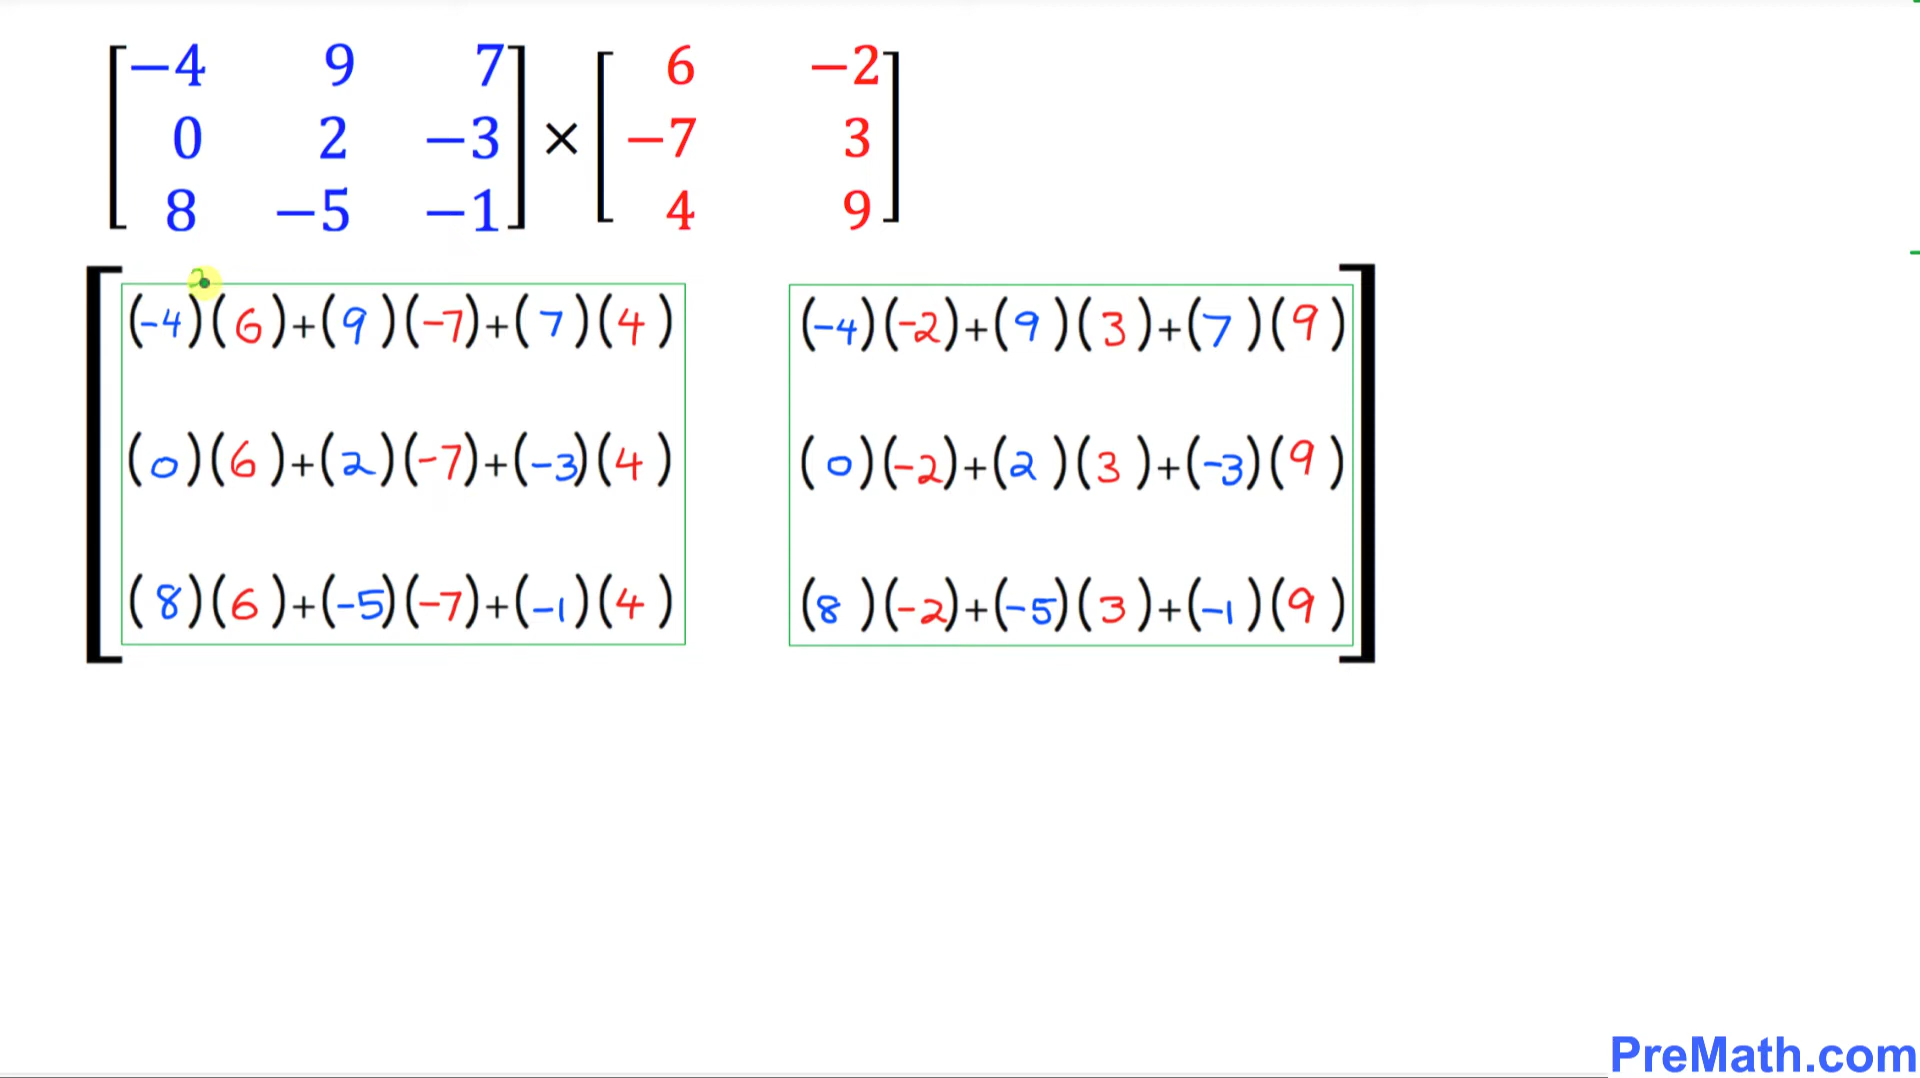 [−4 9 7] × [6 −2]
[0 2 −3] [−7 3]
[8 −5 −1] [4 9]
(-4)(6)+(9)(-7)+(7)(4) (-4)(-2)+(9)(3)+(7)(9)
(0)(6)+(2)(-7)+(-3)(4) (0)(-2)+(2)(3)+(-3)(9)
(8)(6)+(-5)(-7)+(-1)(4) (8)(-2)+(-5)(3)+(-1)(9)
PreMath.com